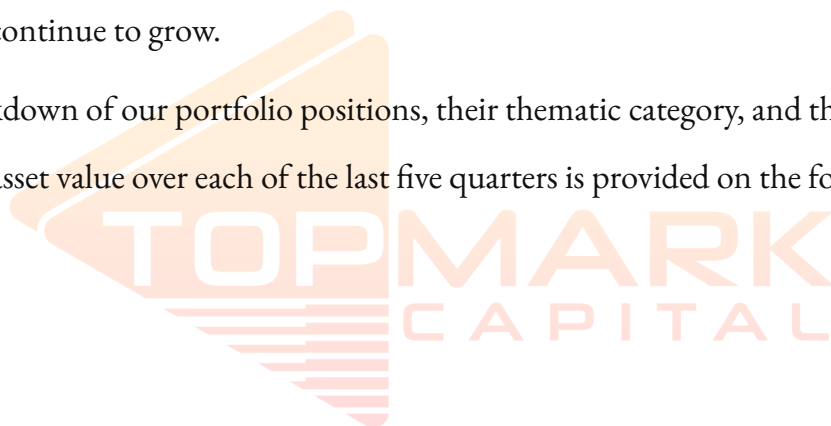 continue to grow.
down of our portfolio positions, their thematic category, and th
asset value over each of the last five quarters is provided on the fo
TOPMARK
CAPITAL